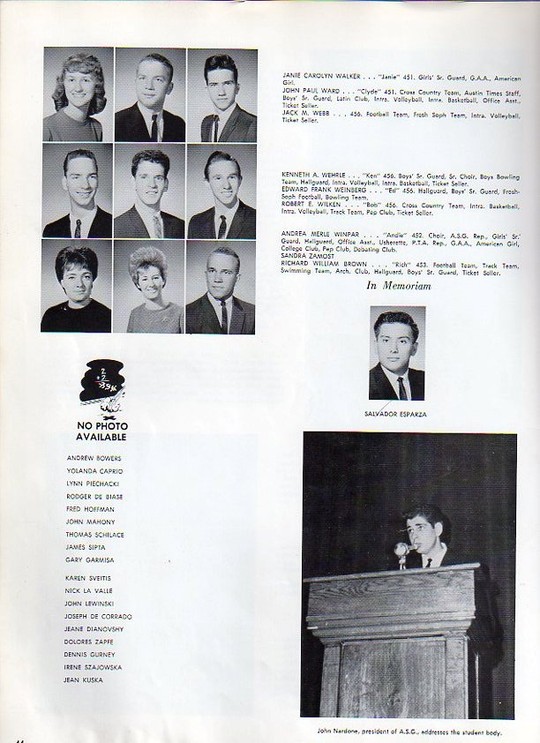 JANIE CAROLYN WALKER . . . "Janie" 451. Girls' Sr. Guard, G.A.A., American
Girl.
JOHN PAUL WARD . . . "Clyde" 451. Cross Country Team, Austin Times Staff,
Boys' Sr. Guard, Latin Club, Intra. Volleyball, Intra. Basketball, Office Asst.,
Ticket Seller.
JACK M. WEBB . . . 456. Football Team, Frosh Soph Team, Intra. Volleyball,
Ticket Seller.
KENNETH A. WEHRLE . . . "Ken" 456. Boys' Sr. Guard, Sr. Choir, Boys Bowling
Team, Hallguard, Intra. Volleyball, Intra. Basketball, Ticket Seller.
EDWARD FRANK WEINBERG . . . "Ed" 456. Hallguard, Boys' Sr. Guard, Frosh-
Soph Football, Bowling Team.
ROBERT E. WILKEN . . . "Bob" 456. Cross Country Team, Intra. Basketball,
Intra. Volleyball, Track Team, Pep Club, Ticket Seller.
ANDREA MERLE WINPAR . . . "Andie" 452. Choir, A.S.G. Rep., Girls' Sr.
Guard, Hallguard, Office Asst., Usherette, P.T.A. Rep., G.A.A., American Girl,
College Club, Pep Club, Debating Club.
SANDRA ZAMOST
RICHARD WILLIAM BROWN . . . "Rich" 453. Football Team, Track Team,
Swimming Team, Arch. Club, Hallguard, Boys' Sr. Guard, Ticket Seller.
In Memoriam
SALVADOR ESPARZA
NO PHOTO
AVAILABLE
ANDREW BOWERS
YOLANDA CAPRIO
LYNN PIECHACKI
RODGER DE BIASE
FRED HOFFMAN
JOHN MAHONY
THOMAS SCHILACE
JAMES SIPTA
GARY GARMISA
KAREN SVEITIS
NICK LA VALLE
JOHN LEWINSKI
JOSEPH DE CORRADO
JEANE DIANOVSHY
DOLORES ZAPFE
DENNIS GURNEY
IRENE SZAJOWSKA
JEAN KUSKA
John Nardone, president of A.S.G., addresses the student body.